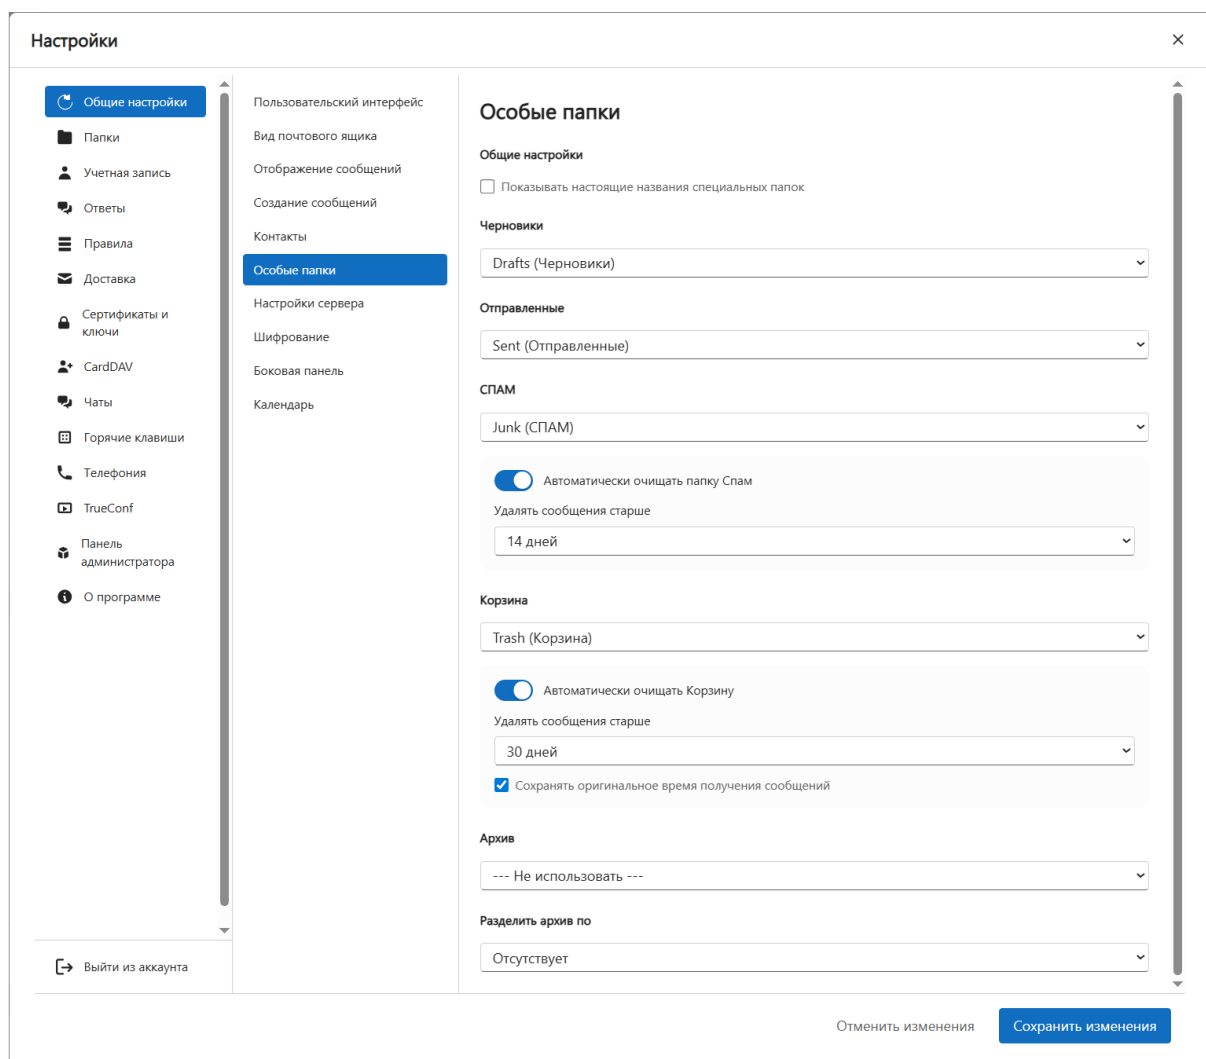 Настройки
Общие настройки
Папки
Учетная запись
Ответы
Правила
Доставка
Сертификаты и
ключи
CardDAV
Чаты
Горячие клавиши
Телефония
TrueConf
Панель
администратора
О программе
Выйти из аккаунта
Пользовательский интерфейс
Вид почтового ящика
Отображение сообщений
Создание сообщений
Контакты
Особые папки
Настройки сервера
Шифрование
Боковая панель
Календарь
Особые папки
Общие настройки
Показывать настоящие названия специальных папок
Черновики
Drafts (Черновики)
Отправленные
Sent (Отправленные)
СПАМ
Junk (СПАМ)
Автоматически очищать папку Спам
Удалять сообщения старше
14 дней
Корзина
Trash (Корзина)
Автоматически очищать Корзину
Удалять сообщения старше
30 дней
Сохранять оригинальное время получения сообщений
Архив
--- Не использовать ---
Разделить архив по
Отсутствует
Отменить изменения
Сохранить изменения